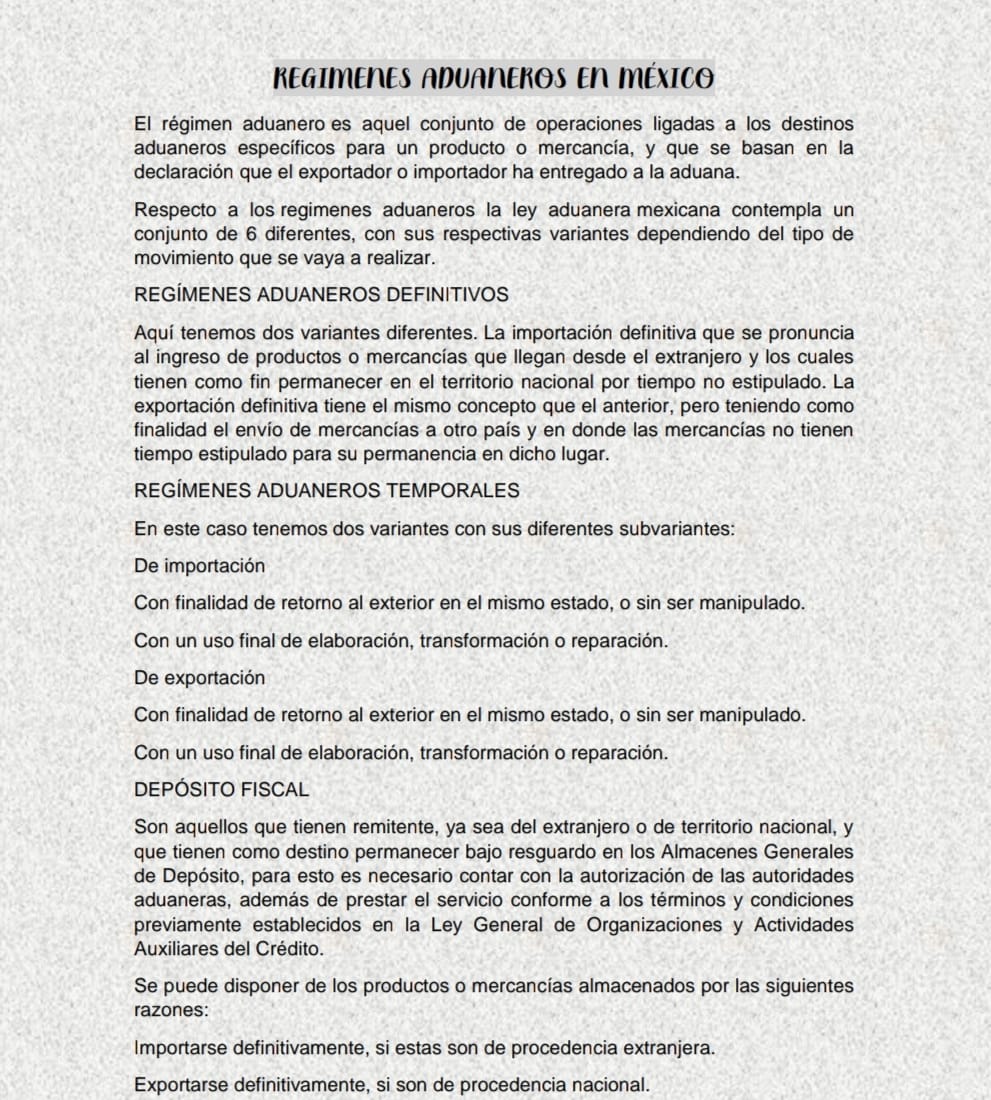 REGIMENES ADUANEROS EN MÉXICO
El régimen aduanero es aquel conjunto de operaciones ligadas a los destinos
aduaneros específicos para un producto o mercancía, y que se basan en la
declaración que el exportador o importador ha entregado a la aduana.
Respecto a los regimenes aduaneros la ley aduanera mexicana contempla un
conjunto de 6 diferentes, con sus respectivas variantes dependiendo del tipo de
movimiento que se vaya a realizar.
REGÍMENES ADUANEROS DEFINITIVOS
Aquí tenemos dos variantes diferentes. La importación definitiva que se pronuncia
al ingreso de productos o mercancías que llegan desde el extranjero y los cuales
tienen como fin permanecer en el territorio nacional por tiempo no estipulado. La
exportación definitiva tiene el mismo concepto que el anterior, pero teniendo como
finalidad el envío de mercancías a otro país y en donde las mercancías no tienen
tiempo estipulado para su permanencia en dicho lugar.
REGÍMENES ADUANEROS TEMPORALES
En este caso tenemos dos variantes con sus diferentes subvariantes:
De importación
Con finalidad de retorno al exterior en el mismo estado, o sin ser manipulado.
Con un uso final de elaboración, transformación o reparación.
De exportación
Con finalidad de retorno al exterior en el mismo estado, o sin ser manipulado.
Con un uso final de elaboración, transformación o reparación.
DEPÓSITO FISCAL
Son aquellos que tienen remitente, ya sea del extranjero o de territorio nacional, y
que tienen como destino permanecer bajo resguardo en los Almacenes Generales
de Depósito, para esto es necesario contar con la autorización de las autoridades
aduaneras, además de prestar el servicio conforme a los términos y condiciones
previamente establecidos en la Ley General de Organizaciones y Actividades
Auxiliares del Crédito.
Se puede disponer de los productos o mercancías almacenados por las siguientes
razones:
Importarse definitivamente, si estas son de procedencia extranjera.
Exportarse definitivamente, si son de procedencia nacional.